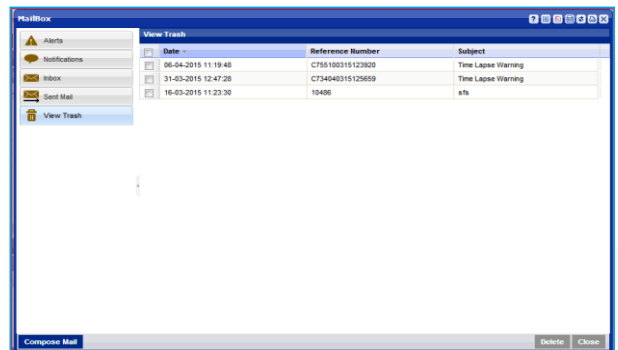 MailBox
Alerts
Notifications
Inbox
Sent Mail
View Trash
View Trash
Date Reference Number Subject
06-04-2015 11:19:48 C755100315123920 Time Lapse Warning
31-03-2015 12:47:28 C734040315125659 Time Lapse Warning
16-03-2015 11:23:30 10486 sfs
Compose Mail Delete Close